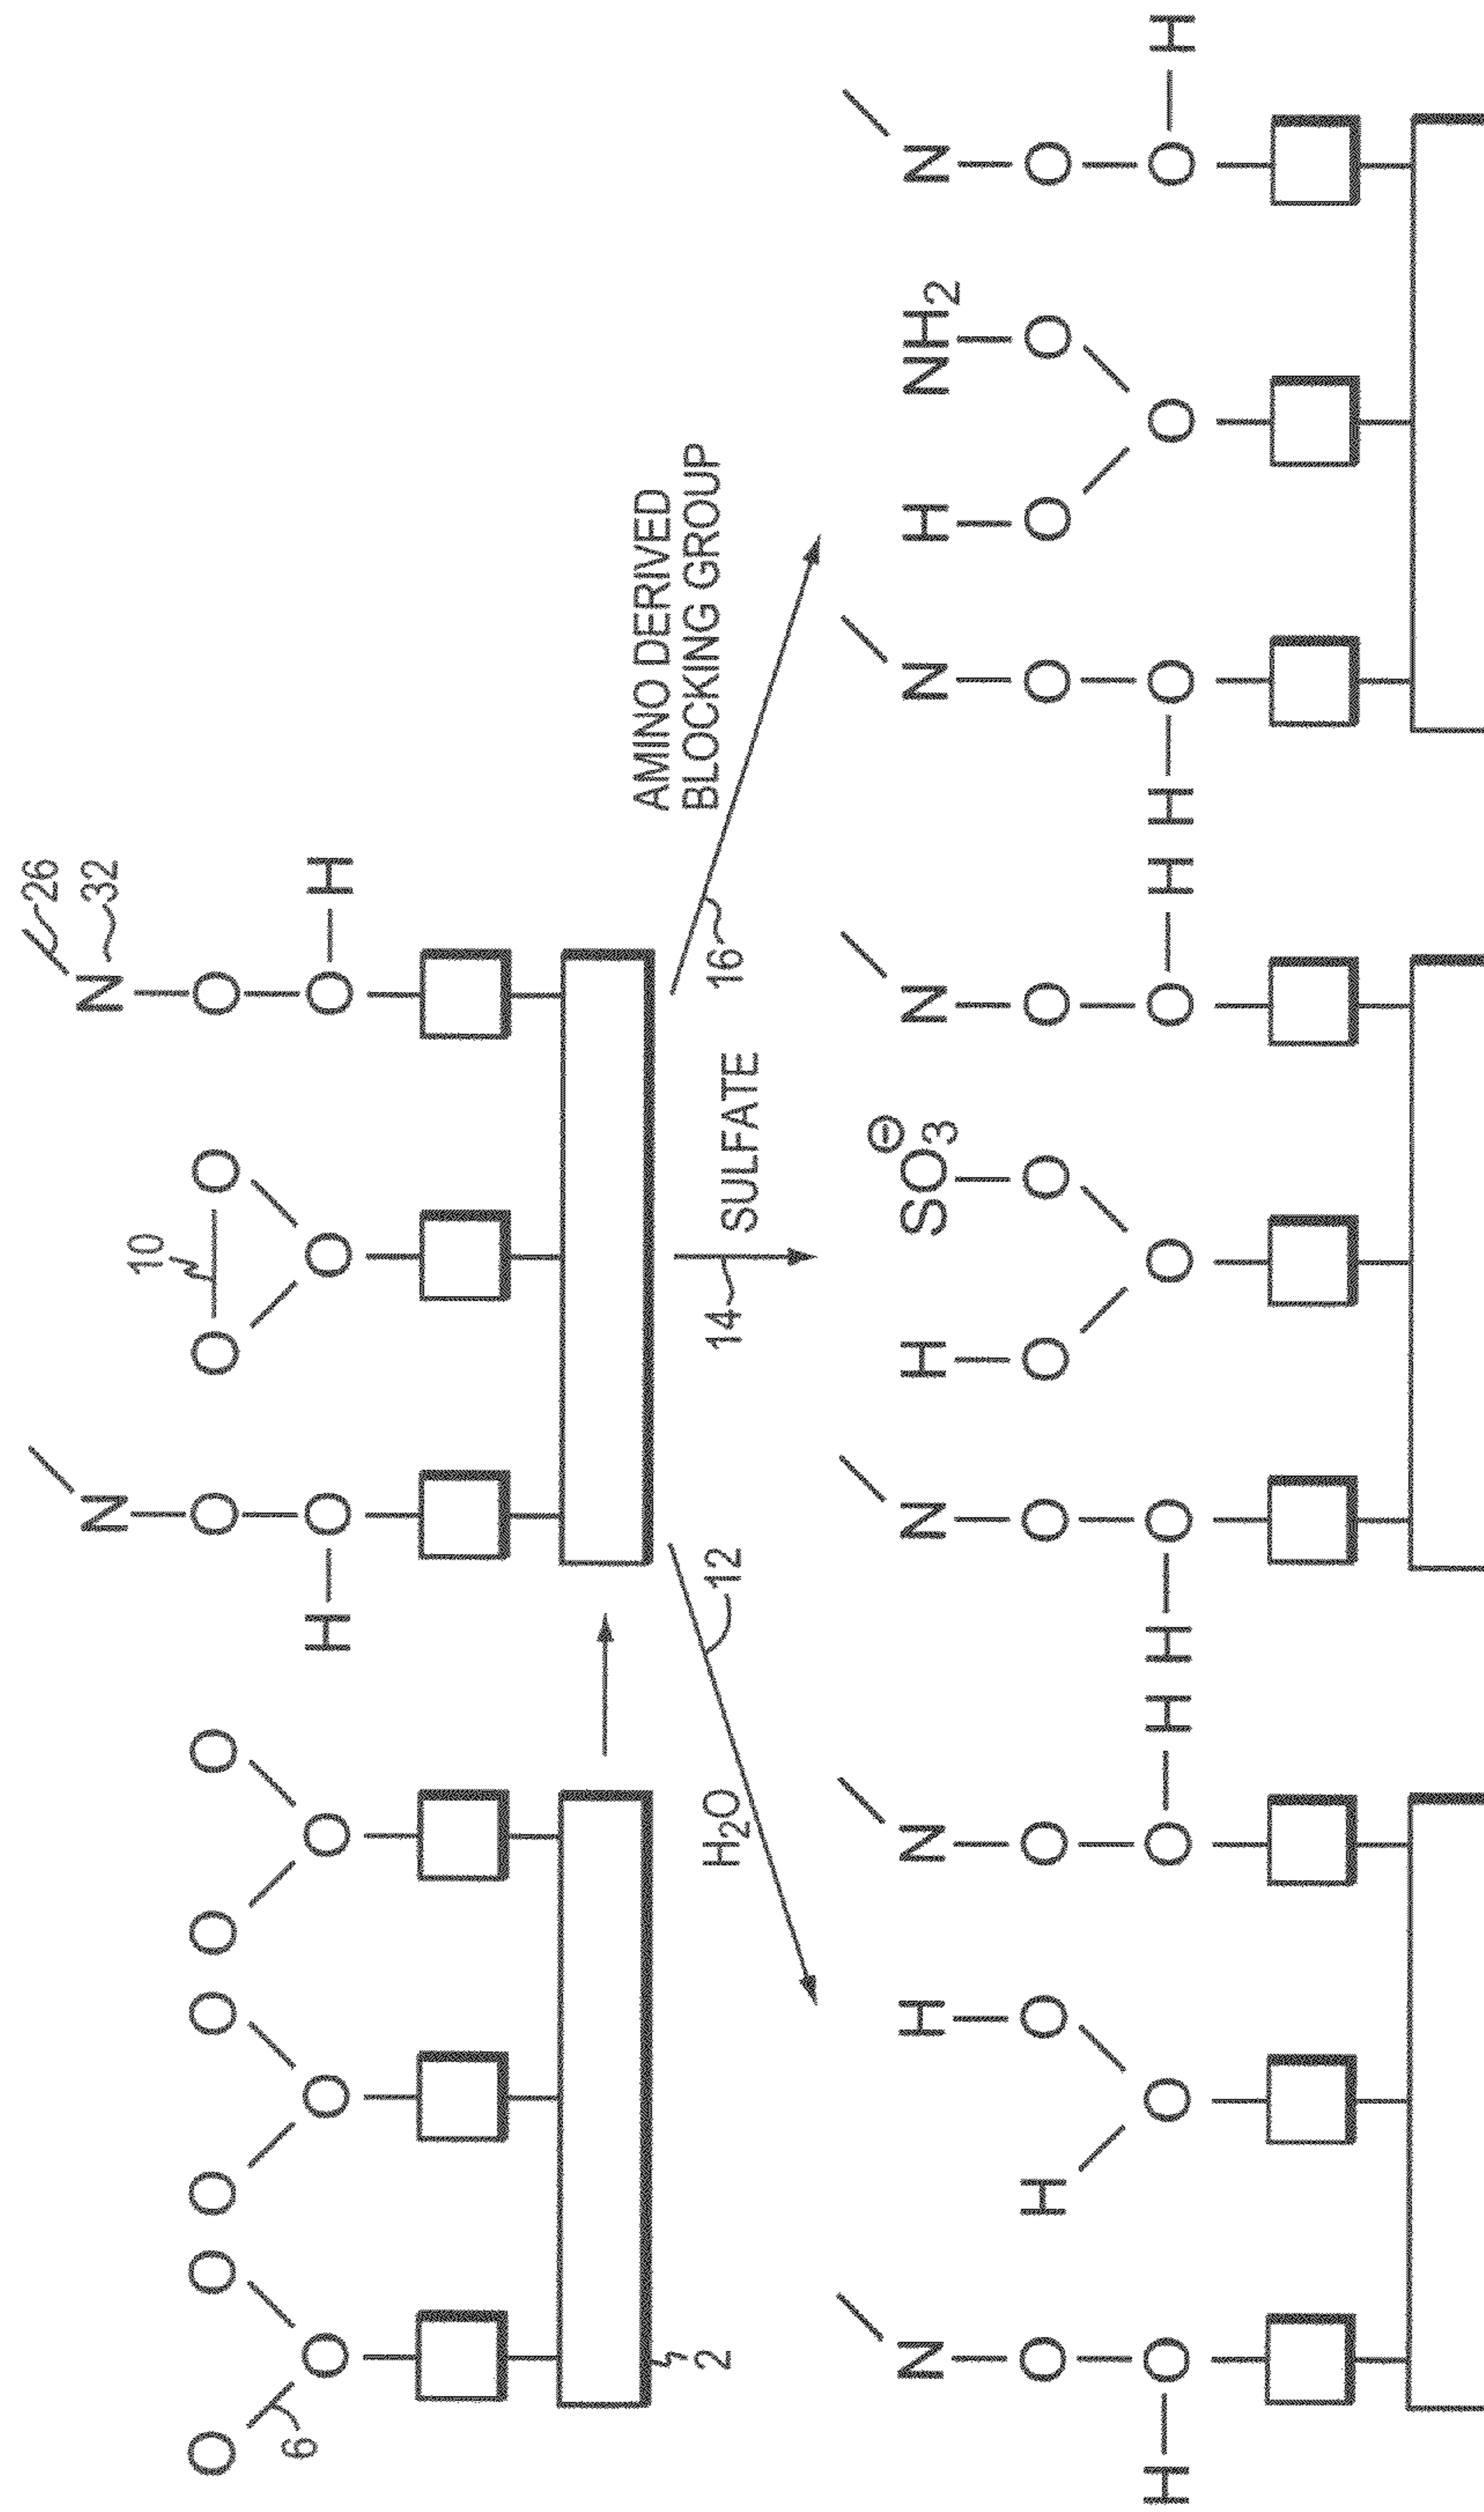 26
N N 32
10
O O O O O O O O O O
6 O O O H O O O H
AMINO DERIVED
BLOCKING GROUP
2 H2O 12 14 SULFATE 16
⊖
N H N N H SO3 N N H NH2 N
O H O O O O O O O O O O
H O O O H H O O O H H O O O H